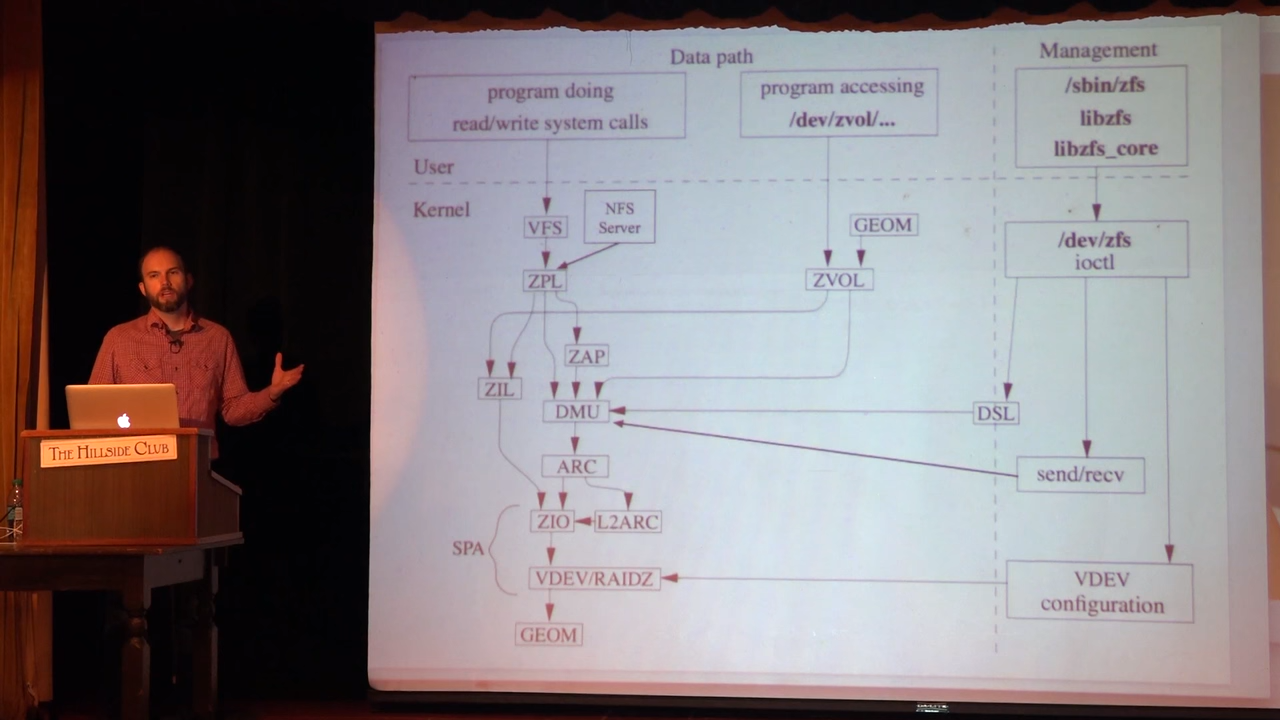 Data path
Management
program doing
read/write system calls
program accessing
/dev/zvol/...
/sbin/zfs
libzfs
libzfs_core
User
Kernel
NFS
Server
VFS
GEOM
/dev/zfs
ioctl
ZPL
ZVOL
ZAP
ZIL
DMU
DSL
ARC
send/recv
ZIO
L2ARC
SPA
VDEV/RAIDZ
VDEV
configuration
GEOM
THE HILLSIDE CLUB